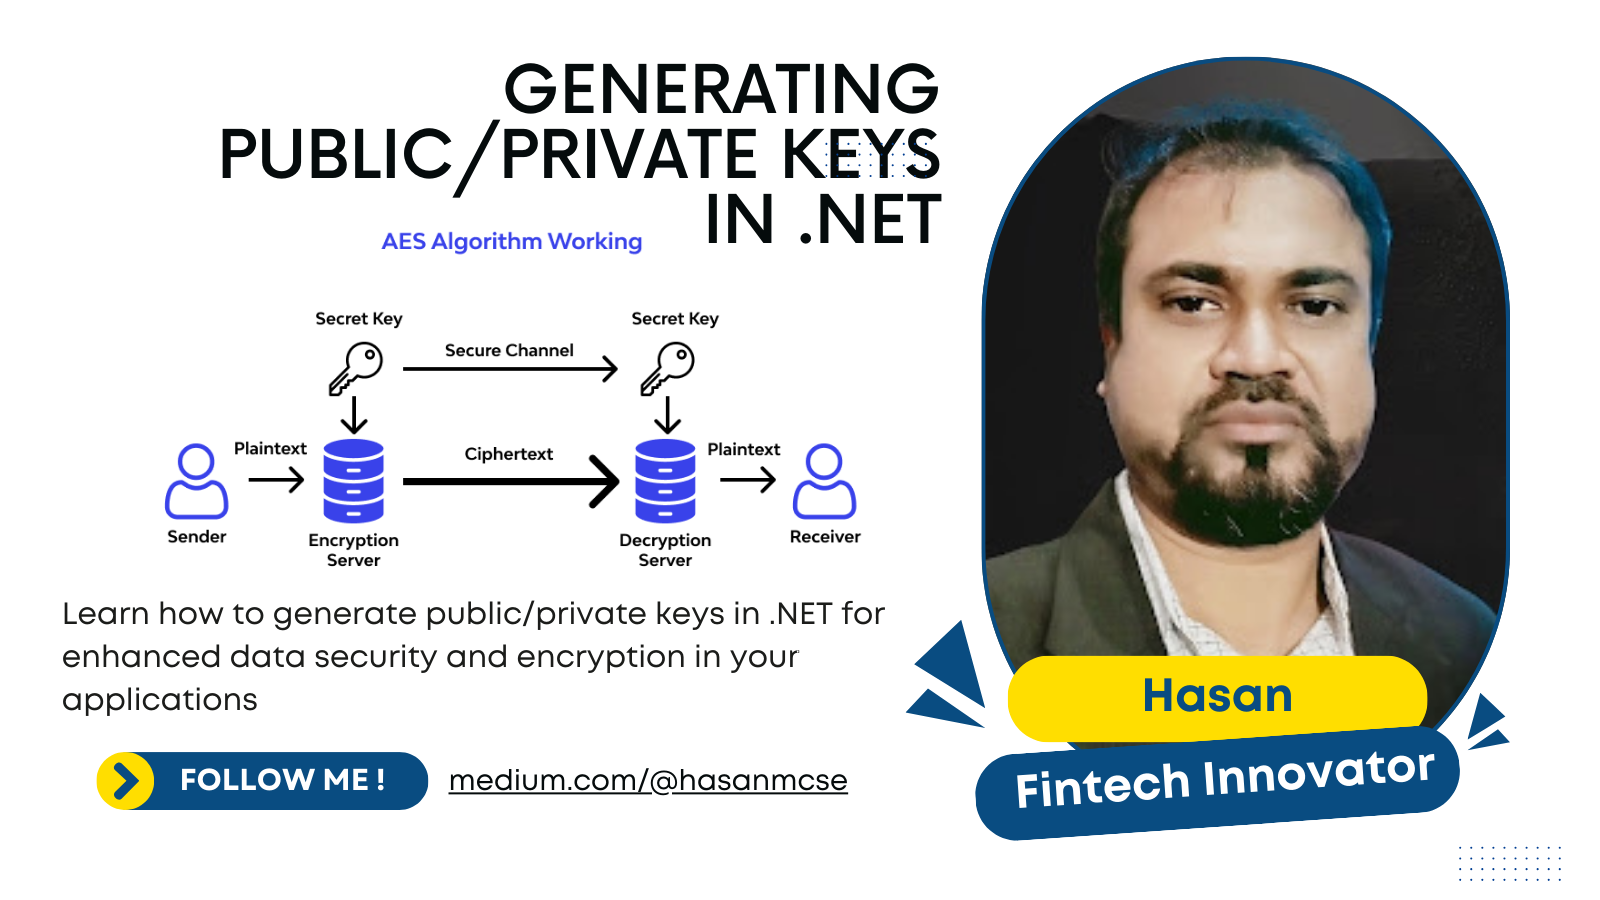 GENERATING
PUBLIC/PRIVATE KEYS
IN .NET
AES Algorithm Working
Secret Key
Secret Key
Secure Channel
Plaintext
Ciphertext
Plaintext
Sender
Encryption
Server
Decryption
Server
Receiver
Learn how to generate public/private keys in .NET for
enhanced data security and encryption in your
applications
FOLLOW ME !
medium.com/@hasanmcse
Hasan
Fintech Innovator